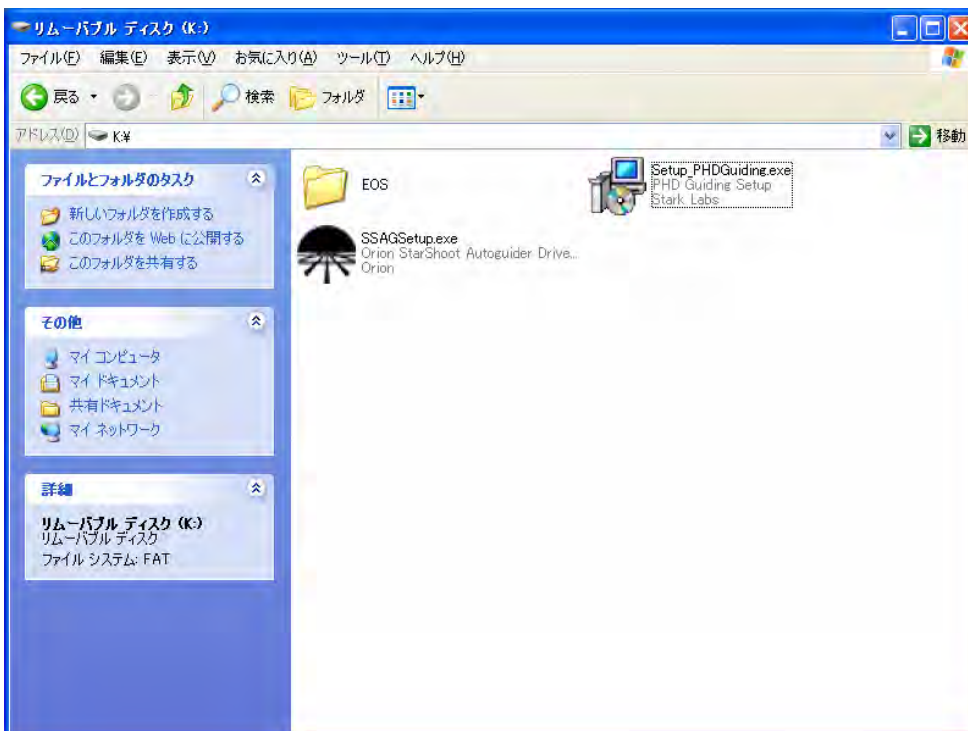 リムーバブル ディスク (K:)
ファイル(F) 編集(E) 表示(V) お気に入り(A) ツール(T) ヘルプ(H)
戻る 検索 フォルダ
アドレス(D) K:¥ 移動
ファイルとフォルダのタスク
新しいフォルダを作成する
このフォルダを Web に公開する
このフォルダを共有する
その他
マイ コンピュータ
マイ ドキュメント
共有ドキュメント
マイ ネットワーク
詳細
リムーバブル ディスク (K:)
リムーバブル ディスク
ファイル システム: FAT
EOS
Setup_PHDGuiding.exe
PHD Guiding Setup
Stark Labs
SSAGSetup.exe
Orion StarShoot Autoguider Drive...
Orion